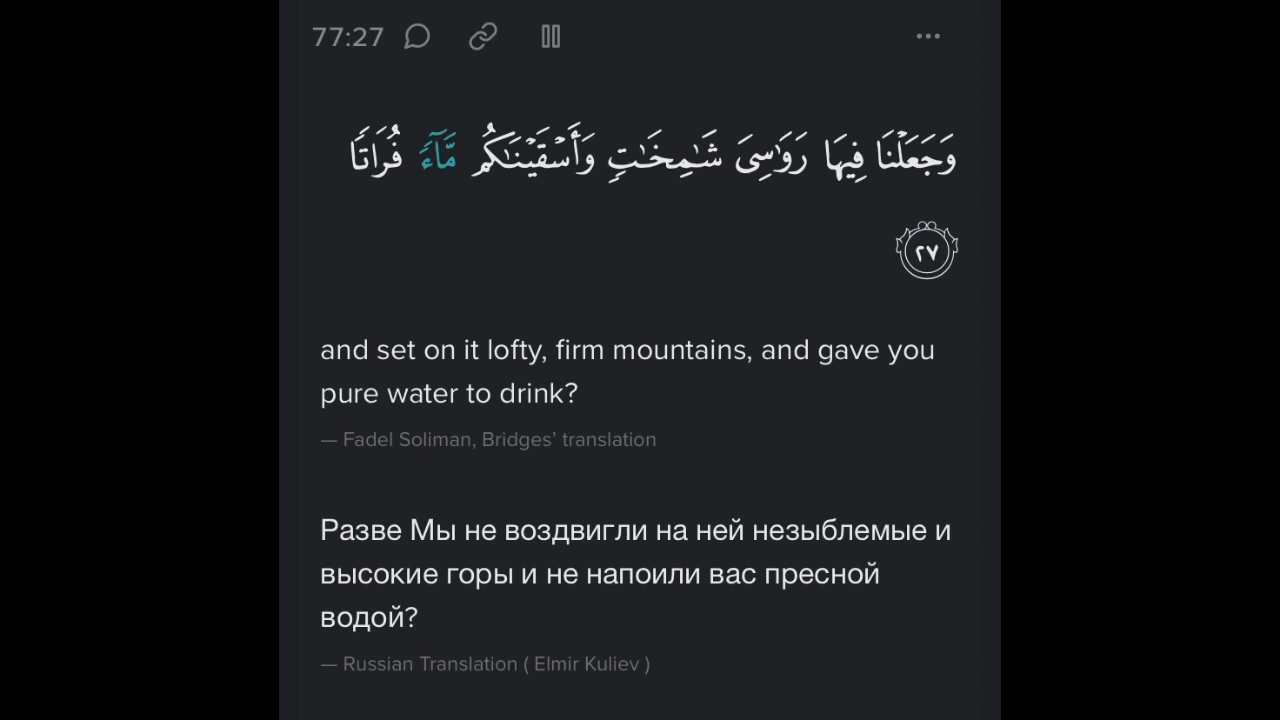 77:27
وَجَعَلْنَا فِيهَا رَوَٰسِىَ شَـٰمِخَـٰتٍ وَأَسْقَيْنَـٰكُم مَّآءً فُرَاتًا
٢٧
and set on it lofty, firm mountains, and gave you
pure water to drink?
— Fadel Soliman, Bridges’ translation
Разве Мы не воздвигли на ней незыблемые и
высокие горы и не напоили вас пресной
водой?
— Russian Translation ( Elmir Kuliev )